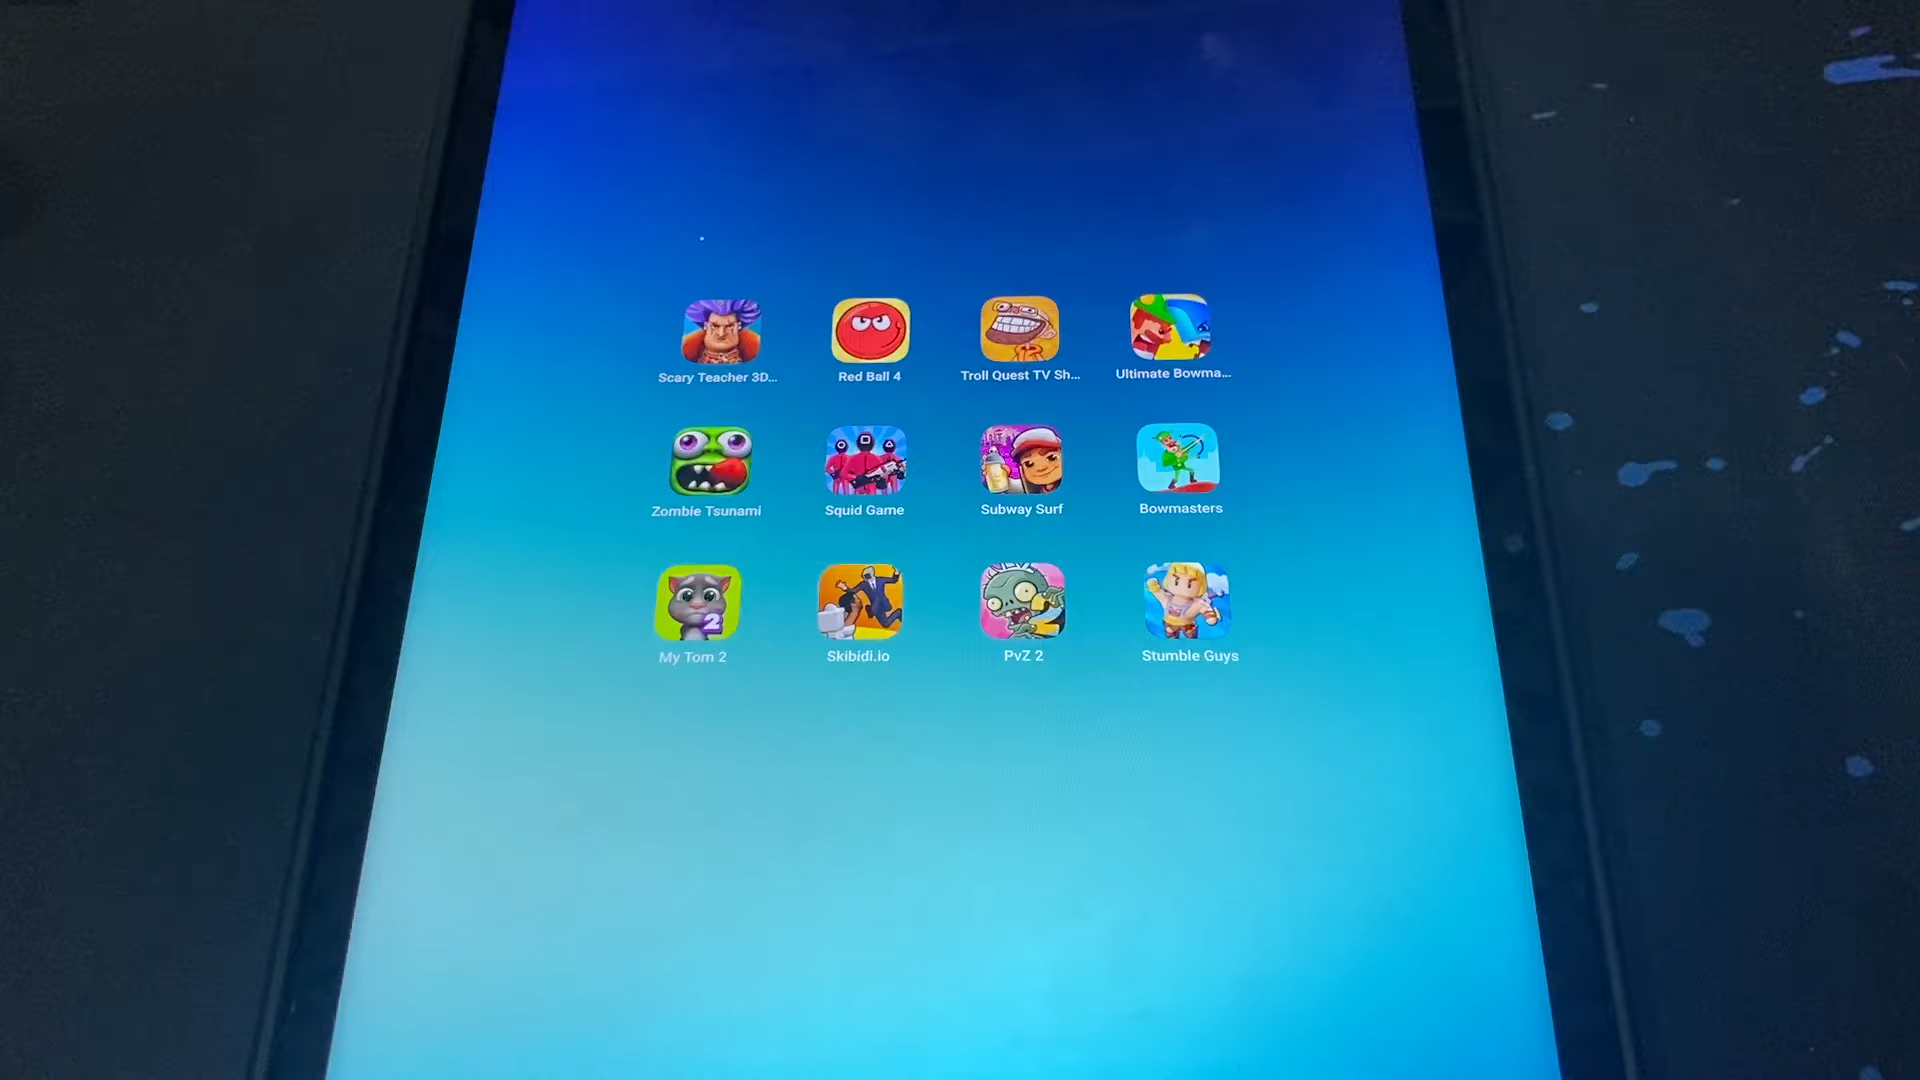 Scary Teacher 3D...
Red Ball 4
Troll Quest TV Sh...
Ultimate Bowma...
Zombie Tsunami
Squid Game
Subway Surf
Bowmasters
2
My Tom 2
Skibidi.io
PvZ 2
Stumble Guys